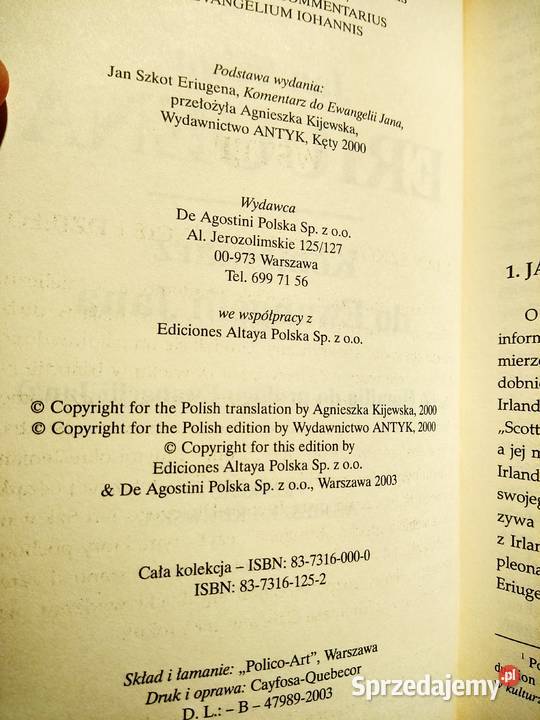 COMMENTARIUS
EVANGELIUM IOHANNIS
Podstawa wydania:
Jan Szkot Eriugena, Komentarz do Ewangelii Jana,
przełożyła Agnieszka Kijewska,
Wydawnictwo ANTYK, Kęty 2000
Wydawca
De Agostini Polska Sp. z o.o.
Al. Jerozolimskie 125/127
00-973 Warszawa
Tel. 699 71 56
we współpracy z
Ediciones Altaya Polska Sp. z o.o.
© Copyright for the Polish translation by Agnieszka Kijewska, 2000
© Copyright for the Polish edition by Wydawnictwo ANTYK, 2000
© Copyright for this edition by
Ediciones Altaya Polska Sp. z o.o.
& De Agostini Polska Sp. z o.o., Warszawa 2003
Cała kolekcja – ISBN: 83-7316-000-0
ISBN: 83-7316-125-2
Skład i łamanie: „Polico-Art”, Warszawa
Druk i oprawa: Cayfosa-Quebecor
D. L.: – B – 47989-2003
1. JA
O
inform
mierze
dobnie
Irland
„Scott
a jej m
Irland
swojeg
zywa
z Irlan
pleona
Eriuge
1 Po
kultur
Sprzedajemy.pl